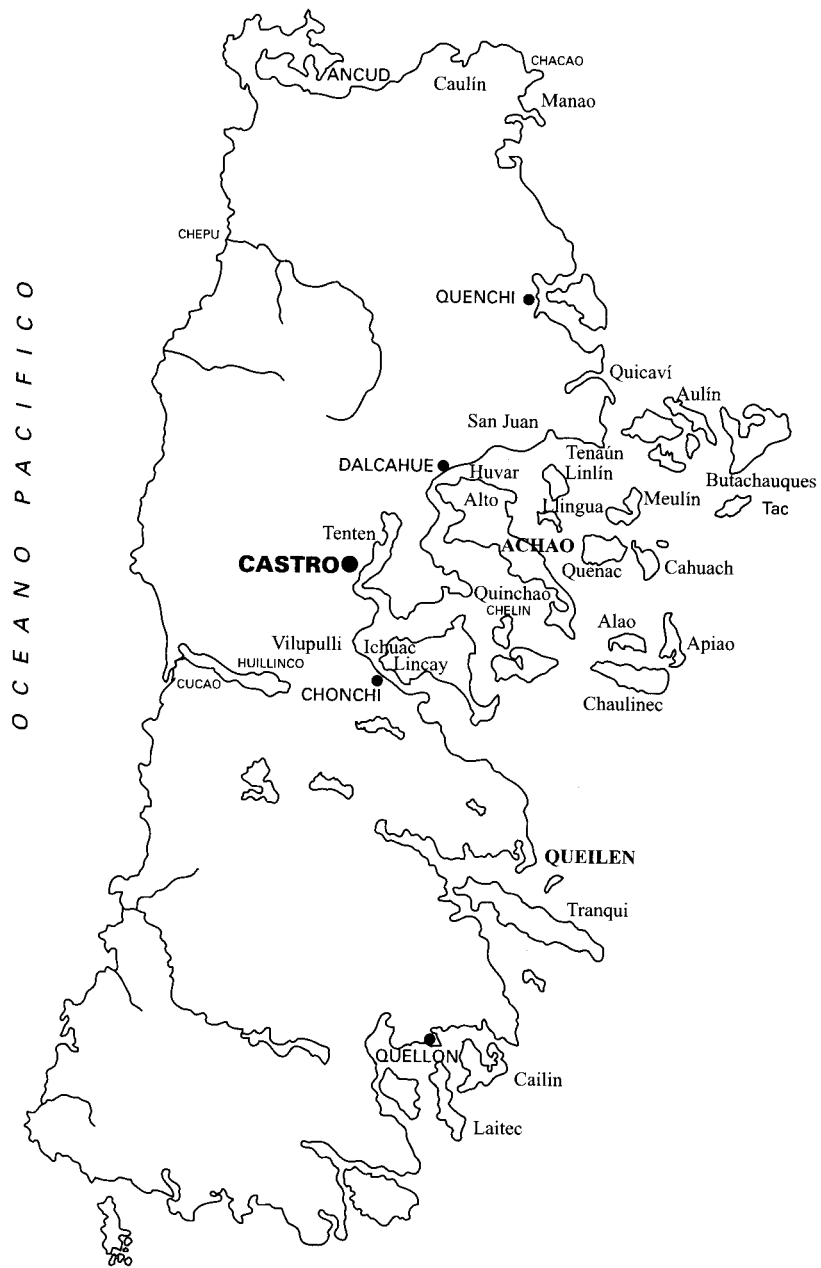 ANCUD
CHACAO
Caulín
Manao
CHEPU
OCEANO PACIFICO
QUENCHI
Quicaví
Aulín
San Juan
Tenaún
DALCAHUE
Huvar
Linlín
Butachauques
Alto
Llingua
Meulín
Tac
Tenten
ACHAO
CASTRO
Quenac
Cahuach
Quinchao
CHELIN
Alao
Vilupulli
Ichuac
Apiao
HUILLINCO
Lincay
CUCAO
CHONCHI
Chaulinec
QUEILEN
Tranqui
QUELLON
Cailin
Laitec